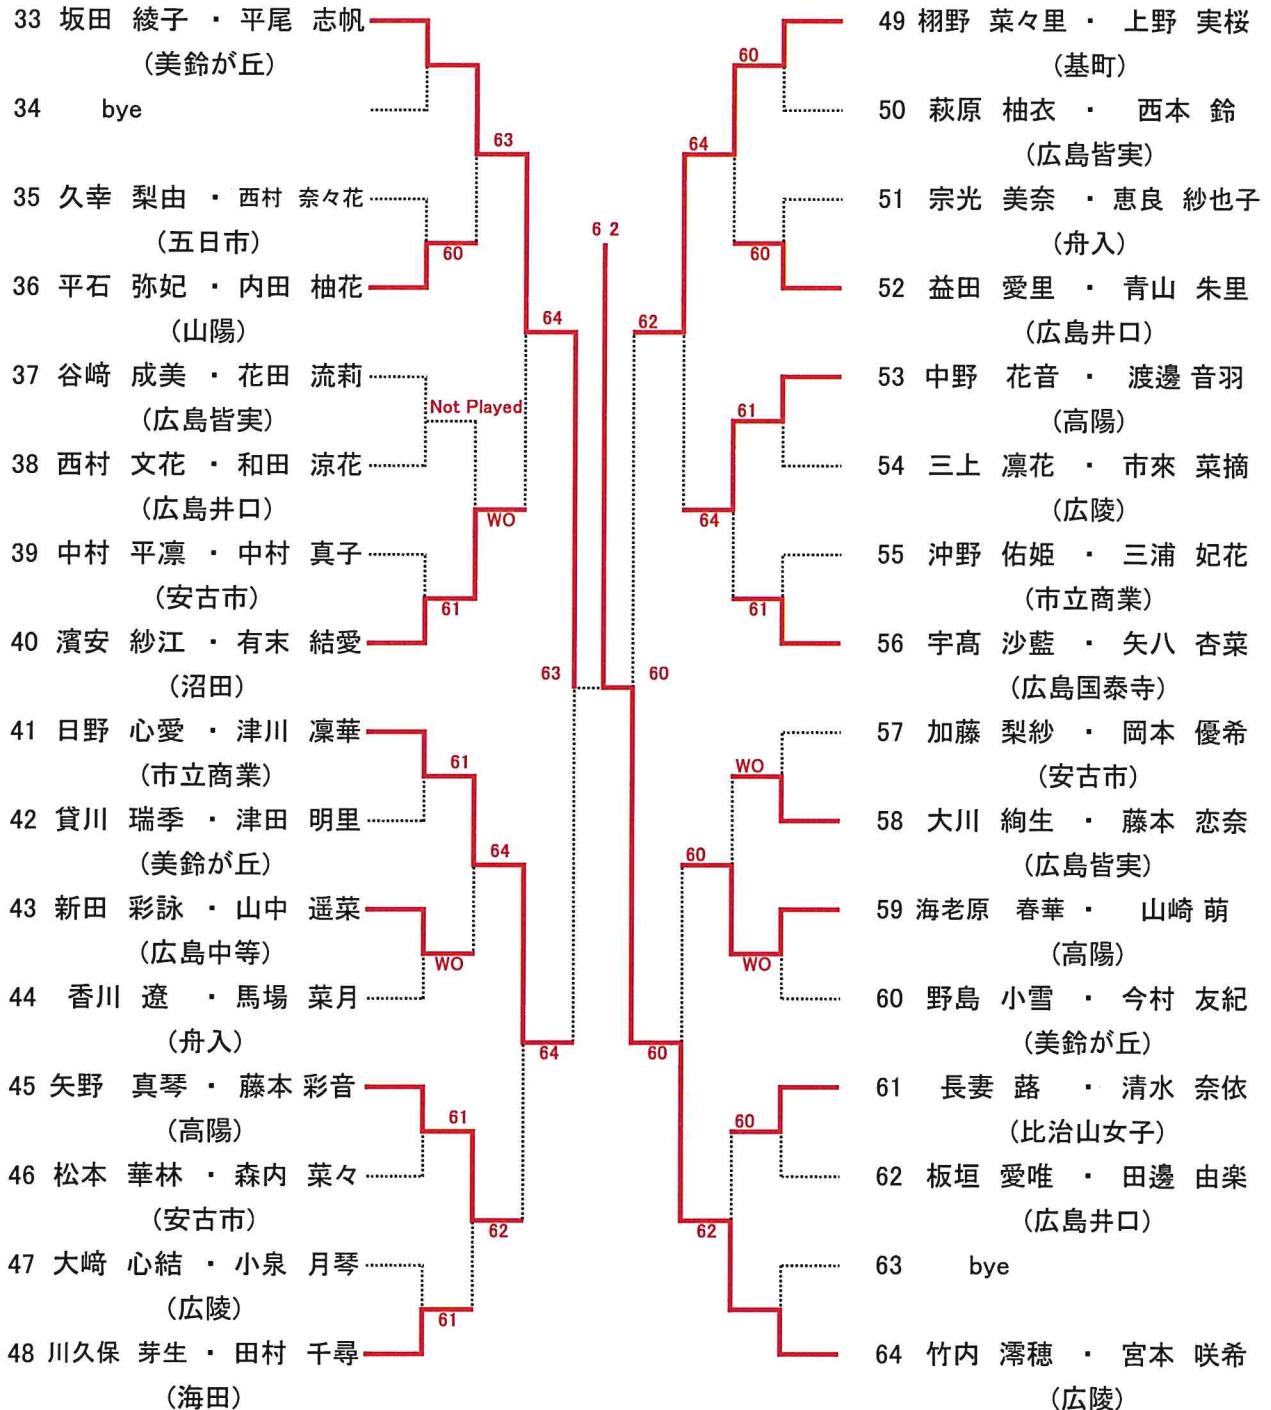 33 坂田 綾子 ・ 平尾 志帆
(美鈴が丘)
34 bye
63
35 久幸 梨由 ・ 西村 奈々花
(五日市)
60
36 平石 弥妃 ・ 内田 柚花
(山陽)
64
37 谷﨑 成美 ・ 花田 流莉
Not Played
(広島皆実)
38 西村 文花 ・ 和田 涼花
(広島井口)
WO
39 中村 平凛 ・ 中村 真子
(安古市)
61
40 濱安 紗江 ・ 有末 結愛
(沼田)
63
41 日野 心愛 ・ 津川 凜華
61
(市立商業)
42 貸川 瑞季 ・ 津田 明里
64
(美鈴が丘)
43 新田 彩詠 ・ 山中 遥菜
(広島中等)
WO
44 香川 遼 ・ 馬場 菜月
(舟入)
64
45 矢野 真琴 ・ 藤本 彩音
61
(高陽)
46 松本 華林 ・ 森内 菜々
(安古市)
62
47 大﨑 心結 ・ 小泉 月琴
(広陵)
61
48 川久保 芽生 ・ 田村 千尋
(海田)
6 2
49 栩野 菜々里 ・ 上野 実桜
60
(基町)
50 萩原 柚衣 ・ 西本 鈴
64
(広島皆実)
51 宗光 美奈 ・ 恵良 紗也子
(舟入)
60
52 益田 愛里 ・ 青山 朱里
62
(広島井口)
53 中野 花音 ・ 渡邊 音羽
61
(高陽)
54 三上 凛花 ・ 市來 菜摘
(広陵)
64
55 沖野 佑姫 ・ 三浦 妃花
(市立商業)
61
56 宇髙 沙藍 ・ 矢八 杏菜
60
(広島国泰寺)
57 加藤 梨紗 ・ 岡本 優希
WO
(安古市)
58 大川 絢生 ・ 藤本 恋奈
60
(広島皆実)
59 海老原 春華 ・ 山崎 萌
(高陽)
WO
60 野島 小雪 ・ 今村 友紀
(美鈴が丘)
60
61 長妻 蕗 ・ 清水 奈依
60
(比治山女子)
62 板垣 愛唯 ・ 田邊 由楽
(広島井口)
62
63 bye
64 竹内 澪穂 ・ 宮本 咲希
(広陵)